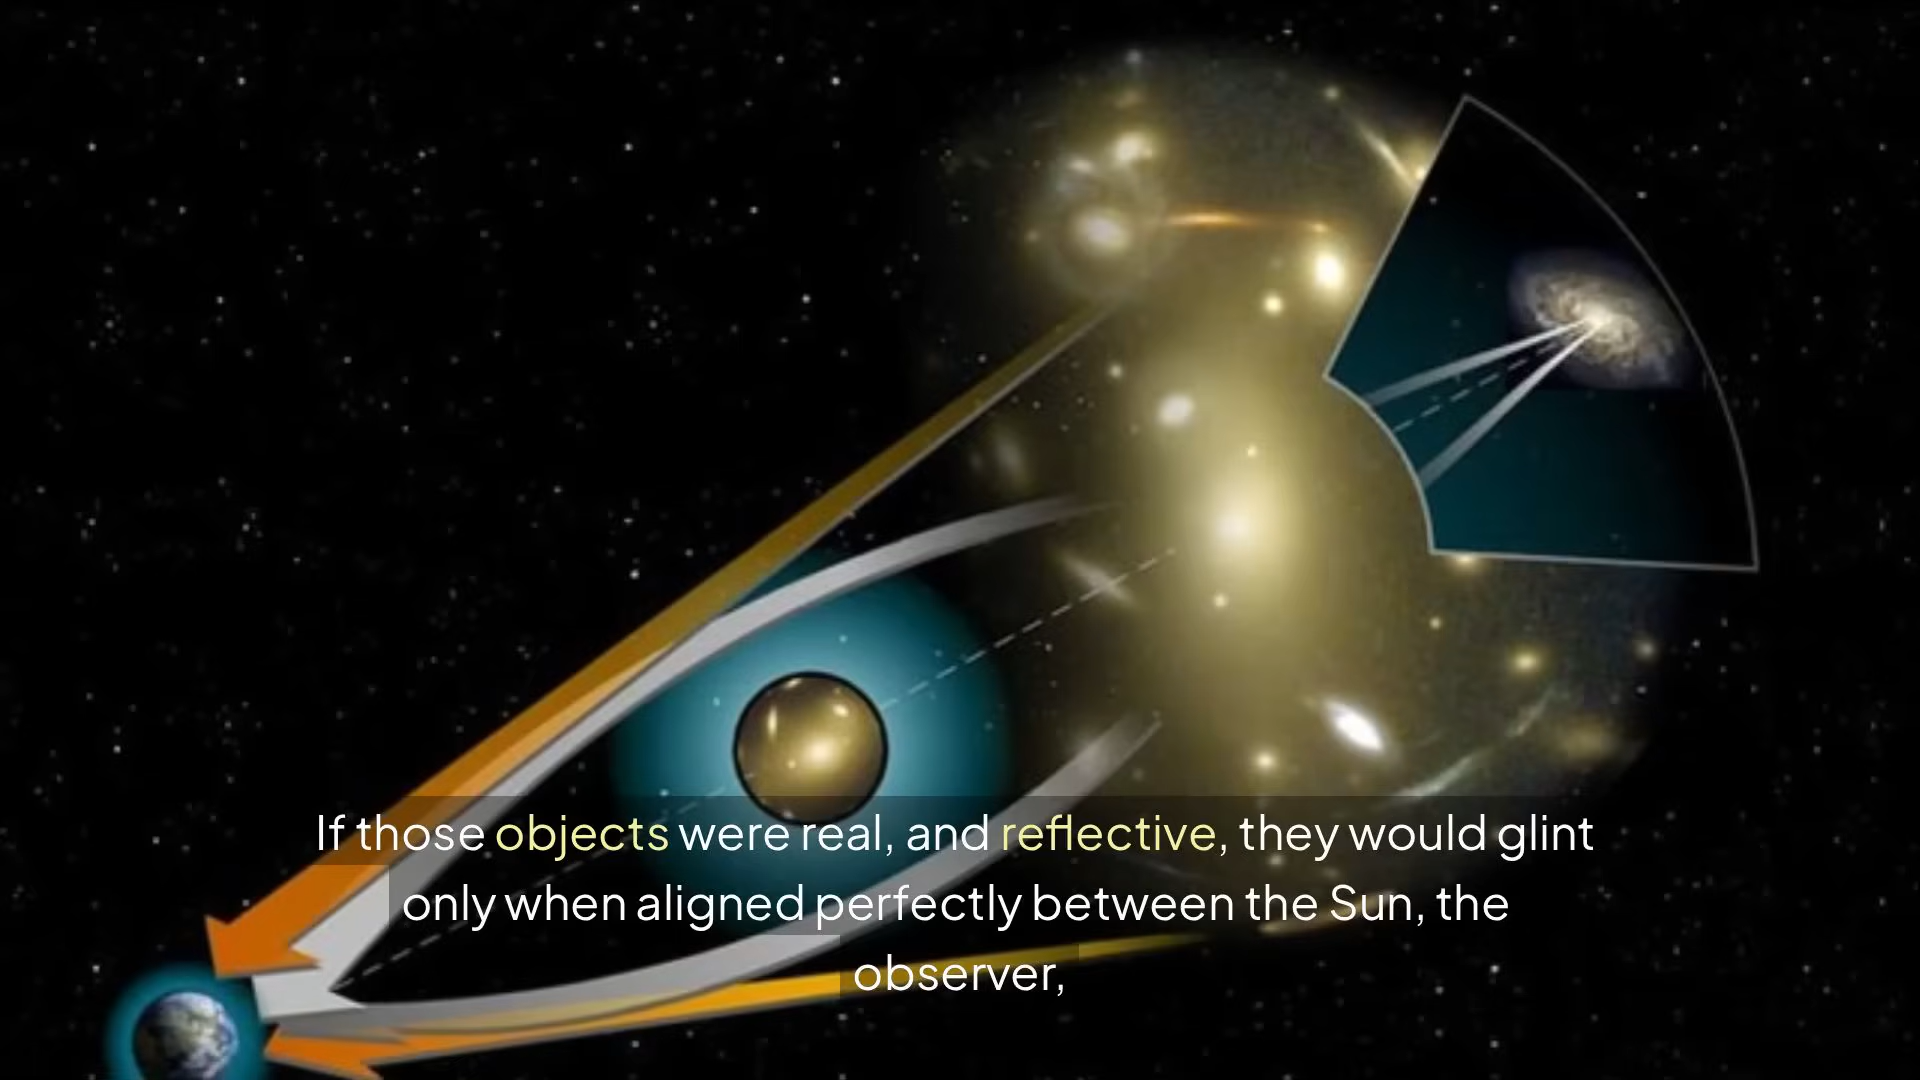 If those objects were real, and reflective, they would glint
only when aligned perfectly between the Sun, the
observer,